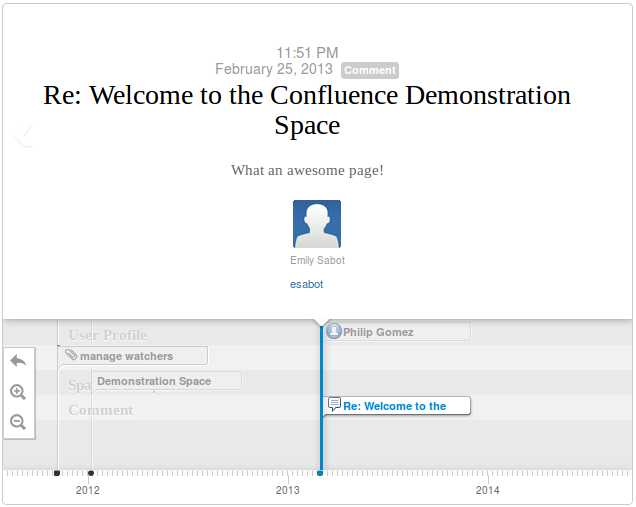 11:51 PM
February 25, 2013 Comment
Re: Welcome to the Confluence Demonstration
Space
What an awesome page!
Emily Sabot
esabot
User Profile
Philip Gomez
manage watchers
Demonstration Space
Comment
Re: Welcome to the
2012
2013
2014